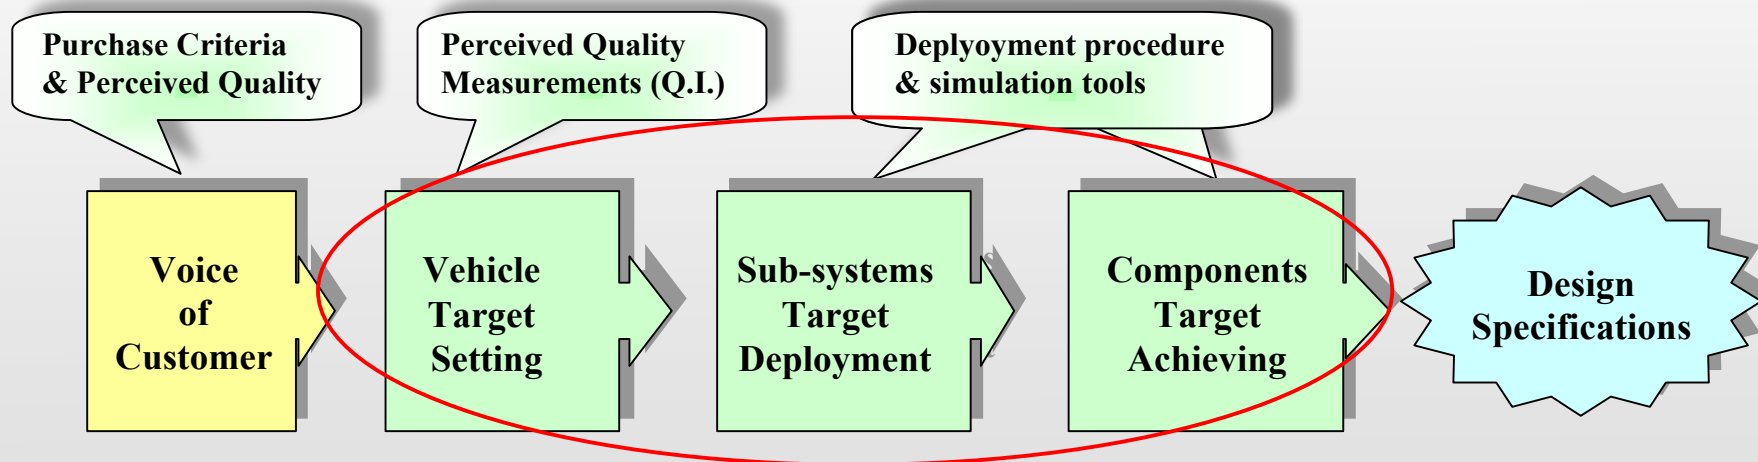 Purchase Criteria
& Perceived Quality
Perceived Quality
Measurements (Q.I.)
Deplyoyment procedure
& simulation tools
Voice
of
Customer
Vehicle
Target
Setting
Sub-systems
Target
Deployment
Components
Target
Achieving
Design
Specifications